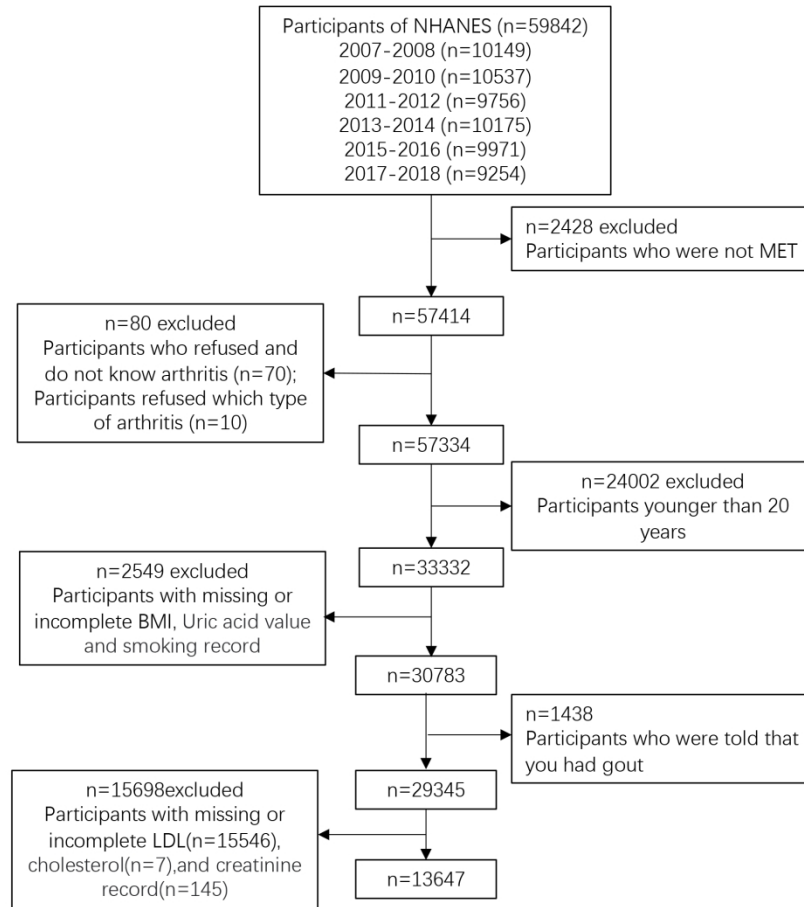 Participants of NHANES (n=59842)
2007-2008 (n=10149)
2009-2010 (n=10537)
2011-2012 (n=9756)
2013-2014 (n=10175)
2015-2016 (n=9971)
2017-2018 (n=9254)
n=2428 excluded
Participants who were not MET
n=57414
n=80 excluded
Participants who refused and
do not know arthritis (n=70);
Participants refused which type
of arthritis (n=10)
n=57334
n=24002 excluded
Participants younger than 20
years
n=33332
n=2549 excluded
Participants with missing or
incomplete BMI, Uric acid value
and smoking record
n=30783
n=1438
Participants who were told that
you had gout
n=29345
n=15698excluded
Participants with missing or
incomplete LDL(n=15546),
cholesterol(n=7),and creatinine
record(n=145)
n=13647